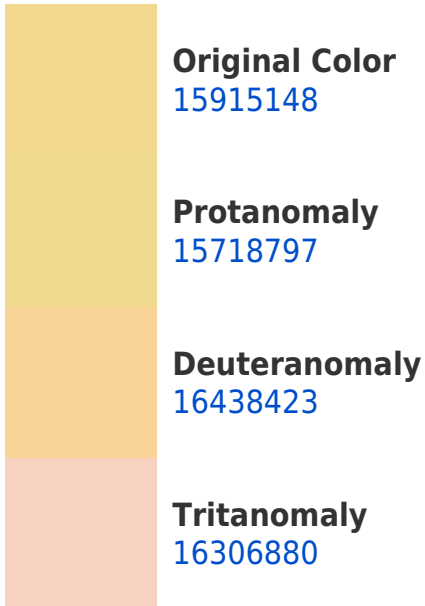 Original Color
15915148
Protanomaly
15718797
Deuteranomaly
16438423
Tritanomaly
16306880